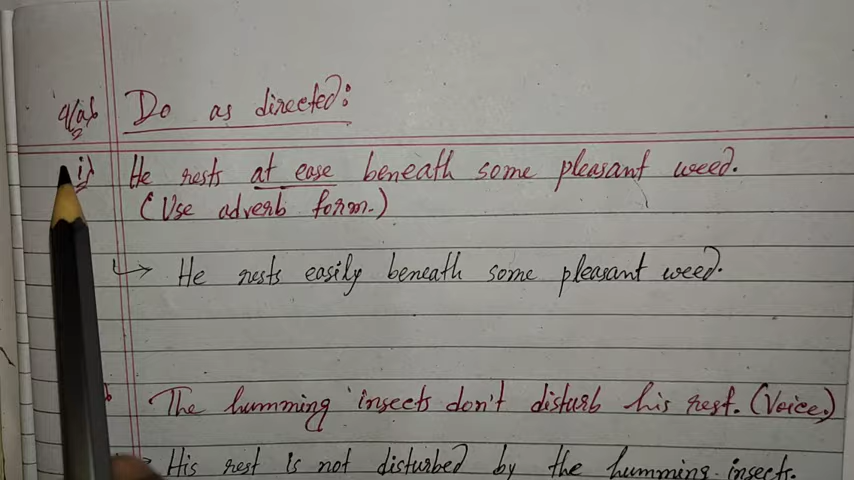 Do as directed:
i) He rests at ease beneath some pleasant weed.
(Use adverb form.)
He rests easily beneath some pleasant weed.
The humming insects don't disturb his rest. (Voice.)
His rest is not disturbed by the humming insects.